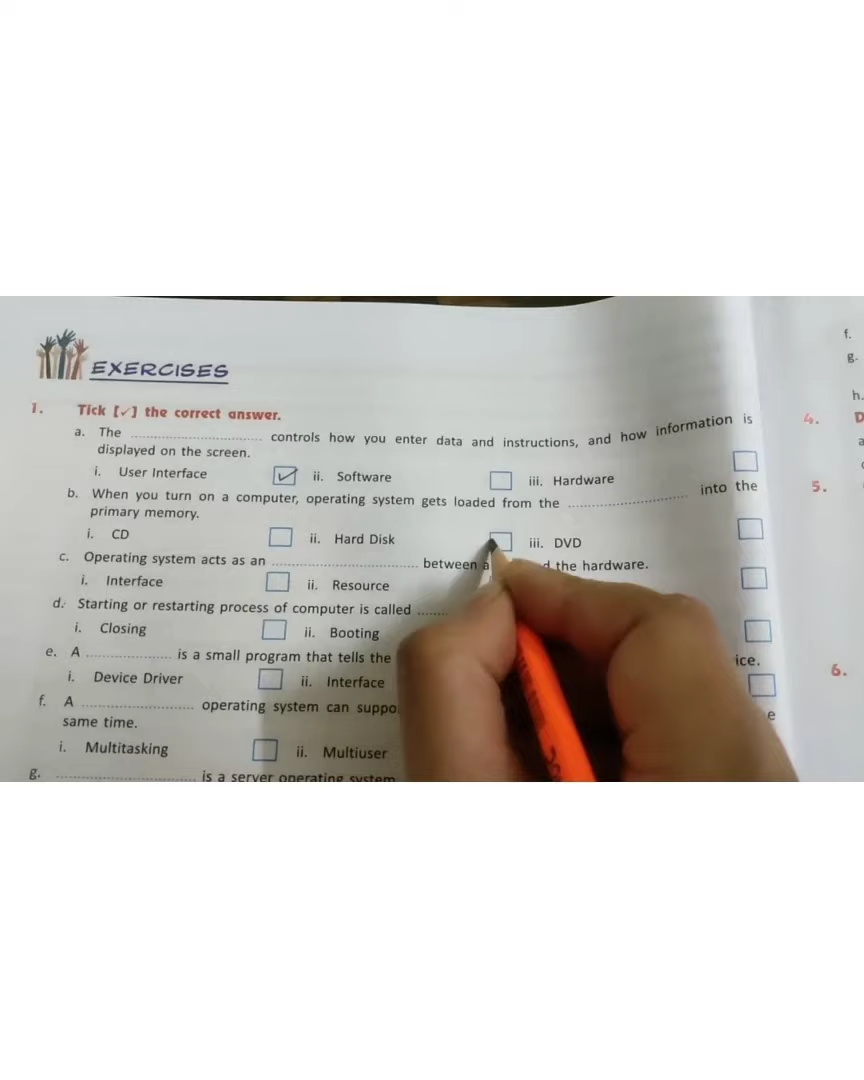 EXERCISES
1. Tick [✓] the correct answer.
a. The ............................... controls how you enter data and instructions, and how information is
displayed on the screen.
i. User Interface ☑ ii. Software ☐ iii. Hardware ☐
b. When you turn on a computer, operating system gets loaded from the ............................. into the
primary memory.
i. CD ☐ ii. Hard Disk ☐ iii. DVD ☐
c. Operating system acts as an ................................... between a the hardware.
i. Interface ☐ ii. Resource ☐
d. Starting or restarting process of computer is called .......
i. Closing ☐ ii. Booting ☐
e. A .................... is a small program that tells the ice.
i. Device Driver ☐ ii. Interface ☐
f. A .......................... operating system can suppo e
same time.
i. Multitasking ☐ ii. Multiuser
g. ................................. is a server operating system
f.
g.
h.
4. D
a
5.
6.